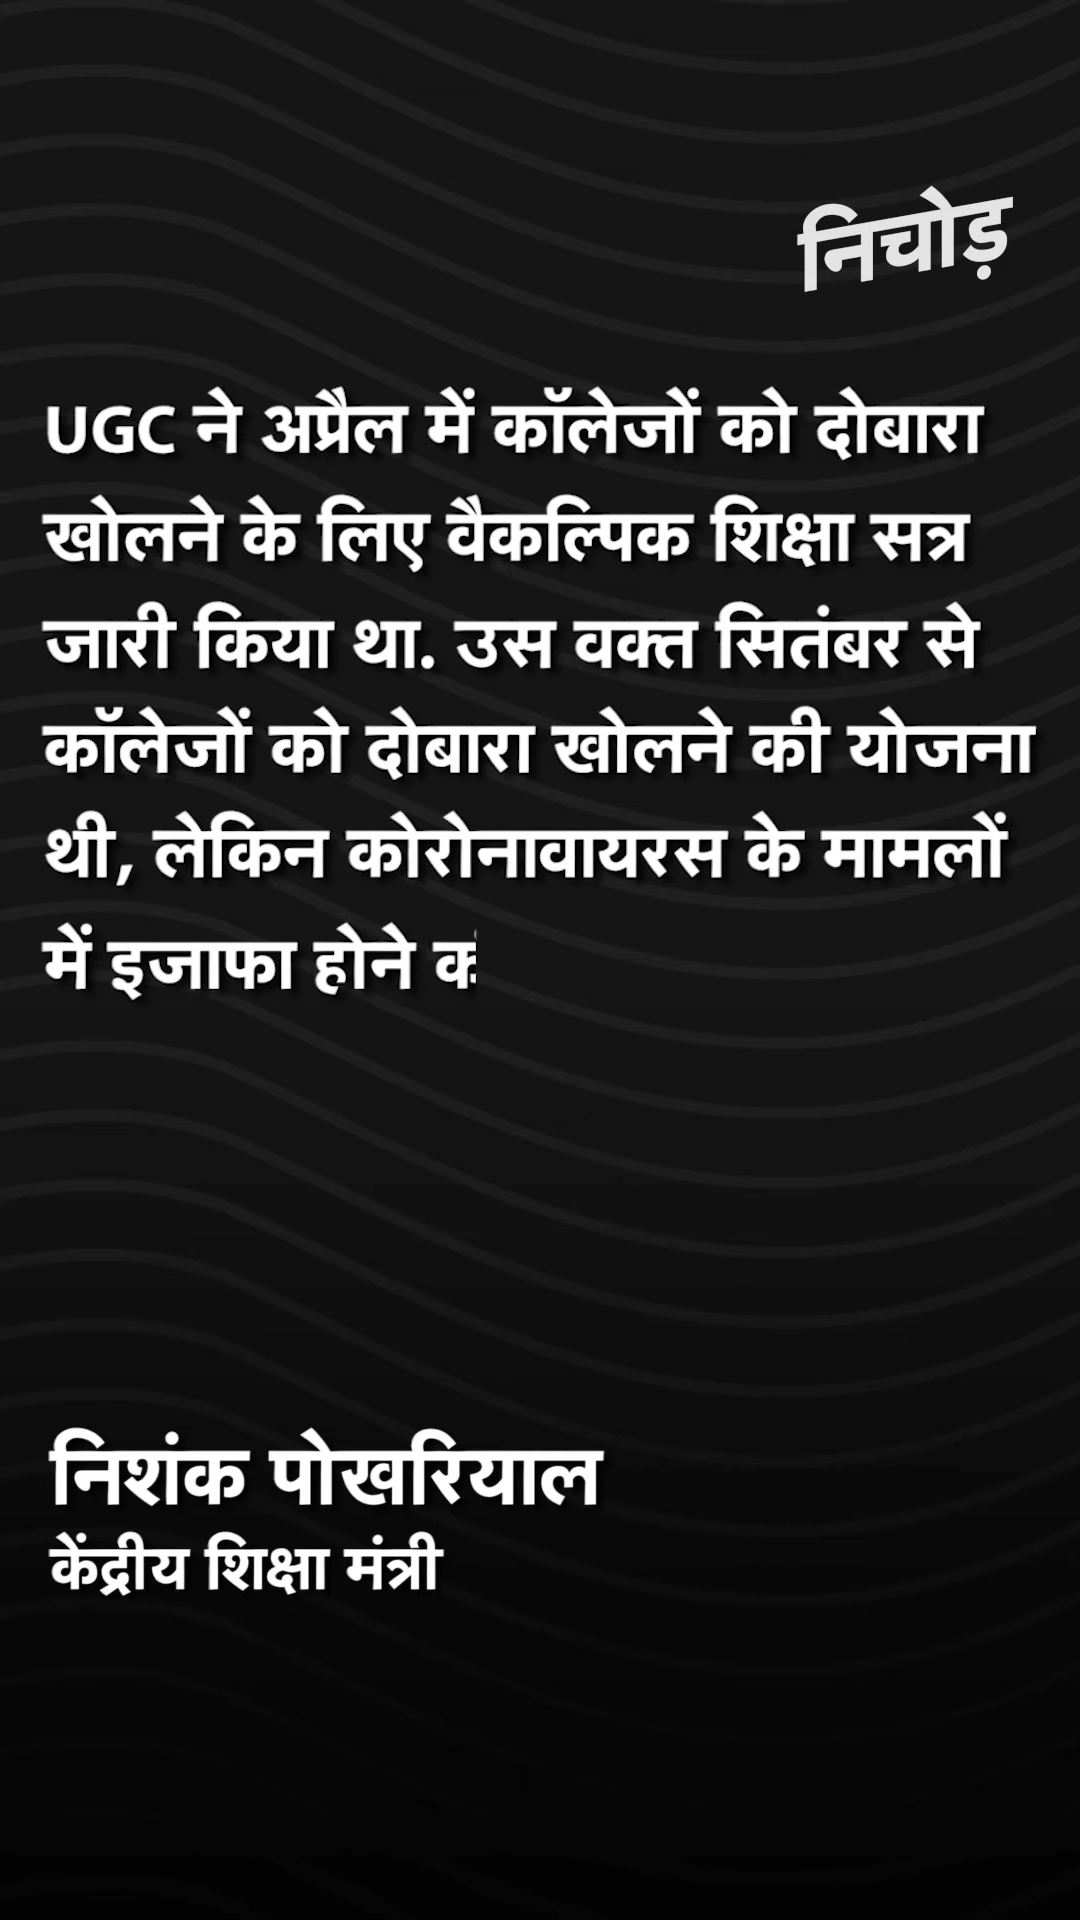 निचोड़
UGC ने अप्रैल में कॉलेजों को दोबारा
खोलने के लिए वैकल्पिक शिक्षा सत्र
जारी किया था. उस वक्त सितंबर से
कॉलेजों को दोबारा खोलने की योजना
थी, लेकिन कोरोनावायरस के मामलों
में इजाफा होने
निशंक पोखरियाल
केंद्रीय शिक्षा मंत्री